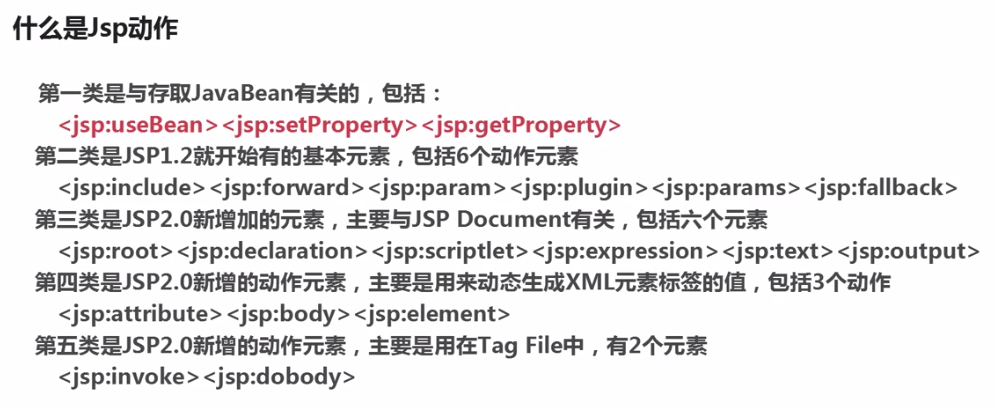 什么是Jsp动作
第一类是与存取JavaBean有关的，包括：
<jsp:useBean><jsp:setProperty><jsp:getProperty>
第二类是JSP1.2就开始有的基本元素，包括6个动作元素
<jsp:include><jsp:forward><jsp:param><jsp:plugin><jsp:params><jsp:fallback>
第三类是JSP2.0新增加的元素，主要与JSP Document有关，包括六个元素
<jsp:root><jsp:declaration><jsp:scriptlet><jsp:expression><jsp:text><jsp:output>
第四类是JSP2.0新增的动作元素，主要是用来动态生成XML元素标签的值，包括3个动作
<jsp:attribute><jsp:body><jsp:element>
第五类是JSP2.0新增的动作元素，主要是用在Tag File中，有2个元素
<jsp:invoke><jsp:dobody>